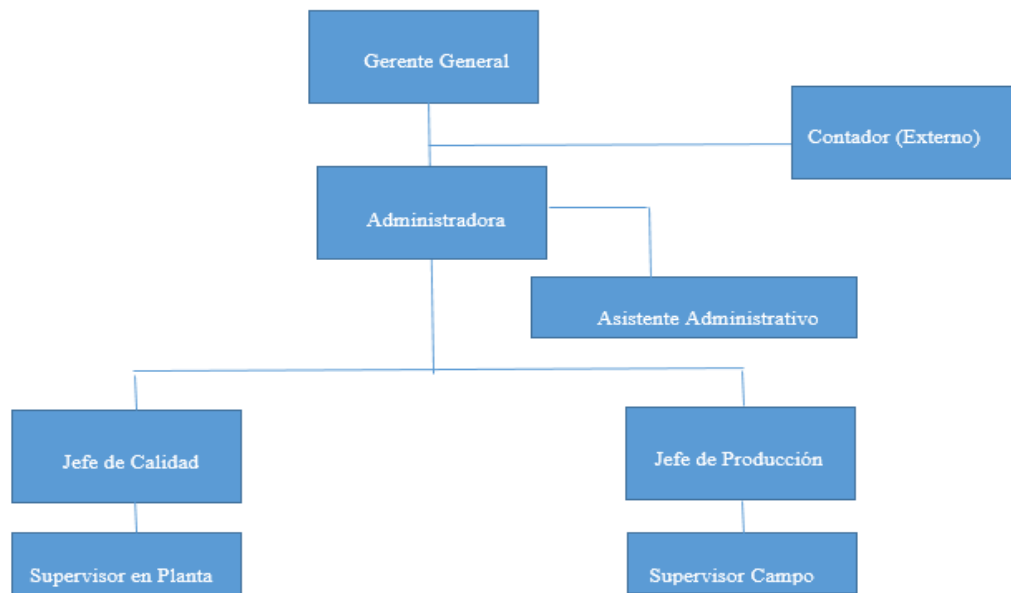 Gerente General
Contador (Externo)
Administradora
Asistente Administrativo
Jefe de Calidad
Jefe de Producción
Supervisor en Planta
Supervisor Campo